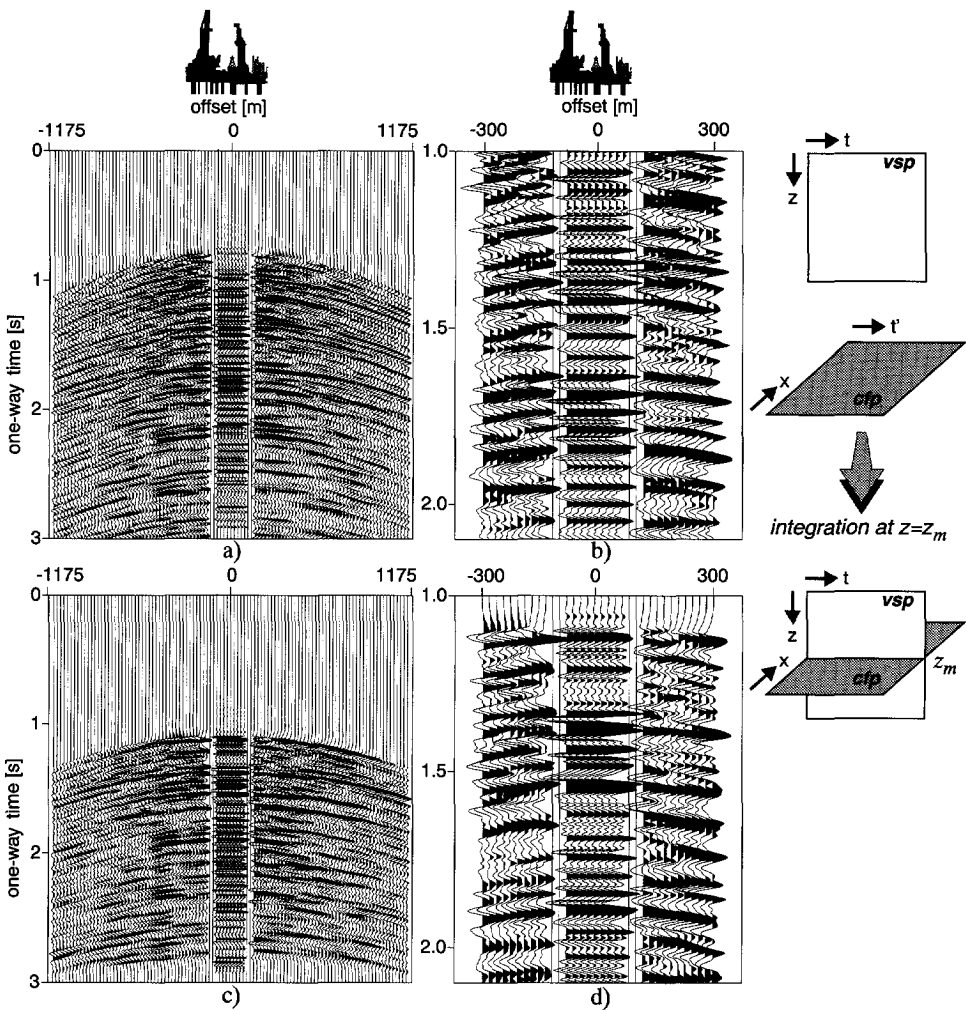 offset [m]
-1175 0 1175
0
1
2
3
one-way time [s]
a)
offset [m]
-300 0 300
1.0
1.5
2.0
b)
t
vsp
z
t'
x
cfp
integration at z=z_m
-1175 0 1175
0
1
2
3
one-way time [s]
c)
-300 0 300
1.0
1.5
2.0
d)
t
vsp
z
x
cfp
z_m